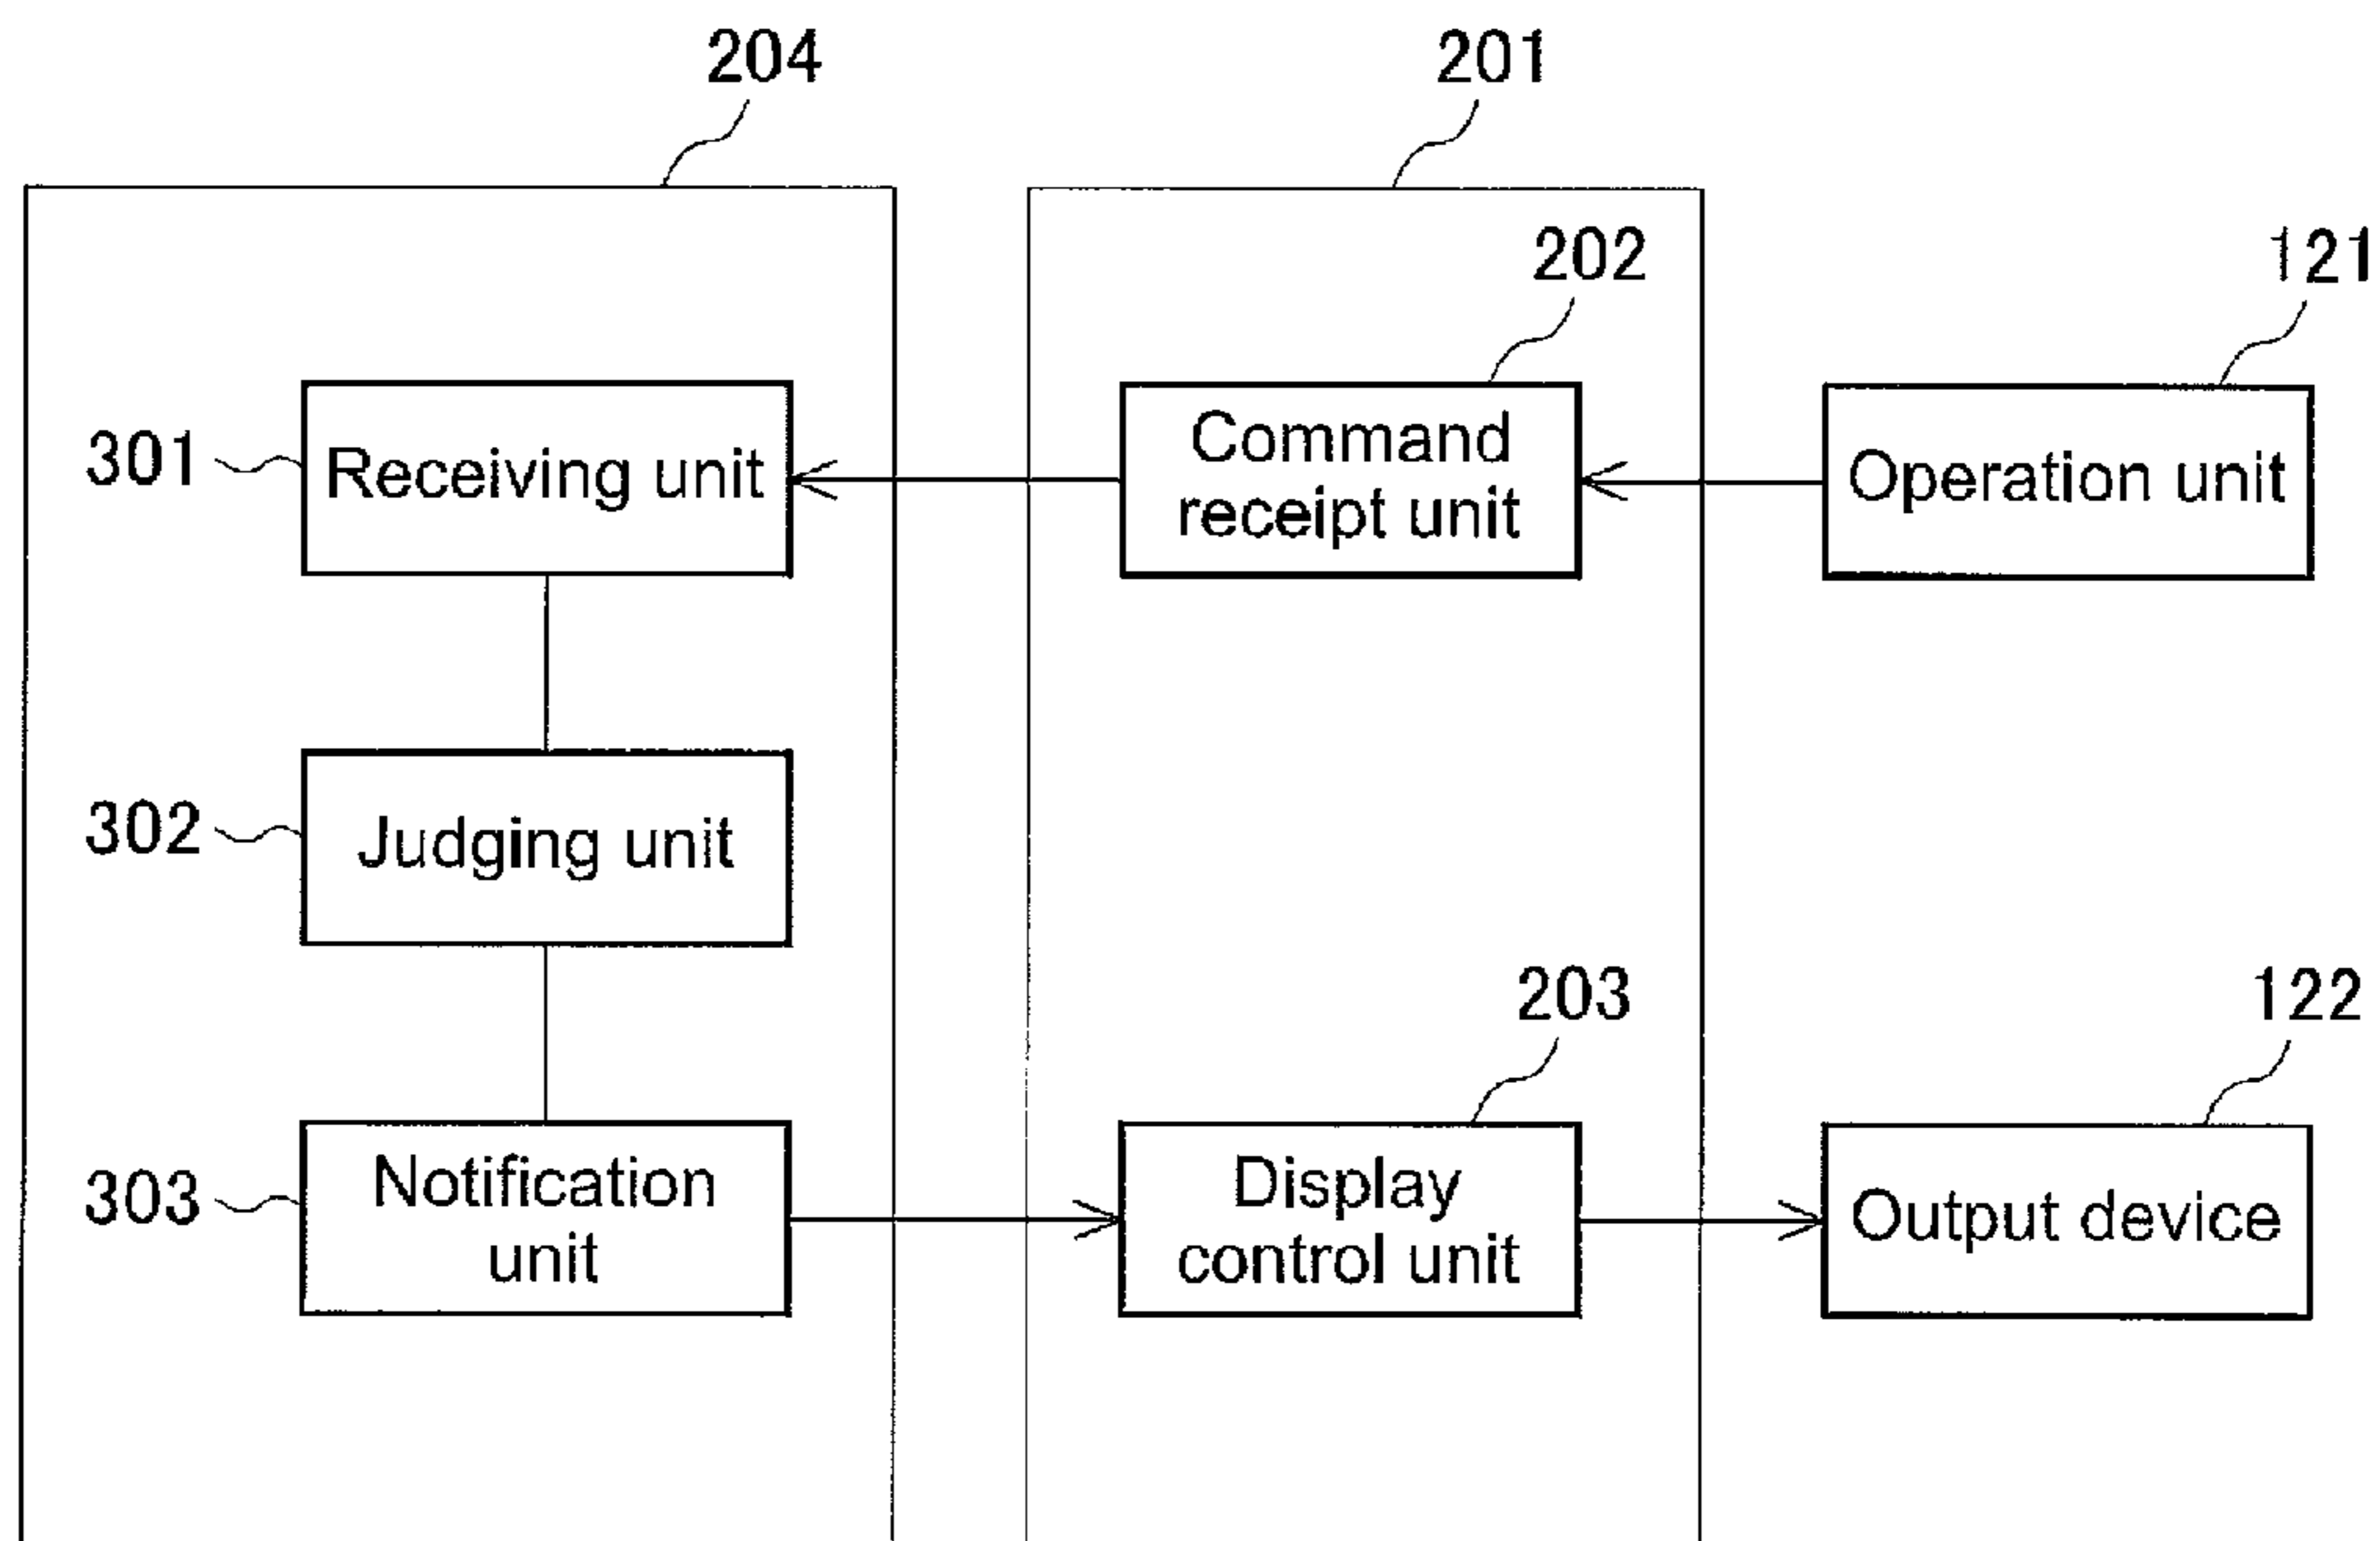 204
201
202
121
301
Receiving unit
Command
receipt unit
Operation unit
302
Judging unit
203
122
303
Notification
unit
Display
control unit
Output device